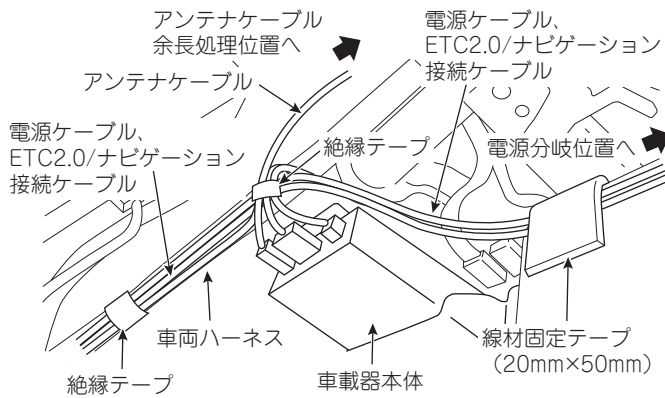 アンテナケーブル
余長処理位置へ
電源ケーブル、
ETC2.0/ナビゲーション
接続ケーブル
アンテナケーブル
電源ケーブル、
ETC2.0/ナビゲーション
接続ケーブル
絶縁テープ
電源分岐位置へ
車両ハーネス
絶縁テープ
車載器本体
線材固定テープ
（20mm×50mm）